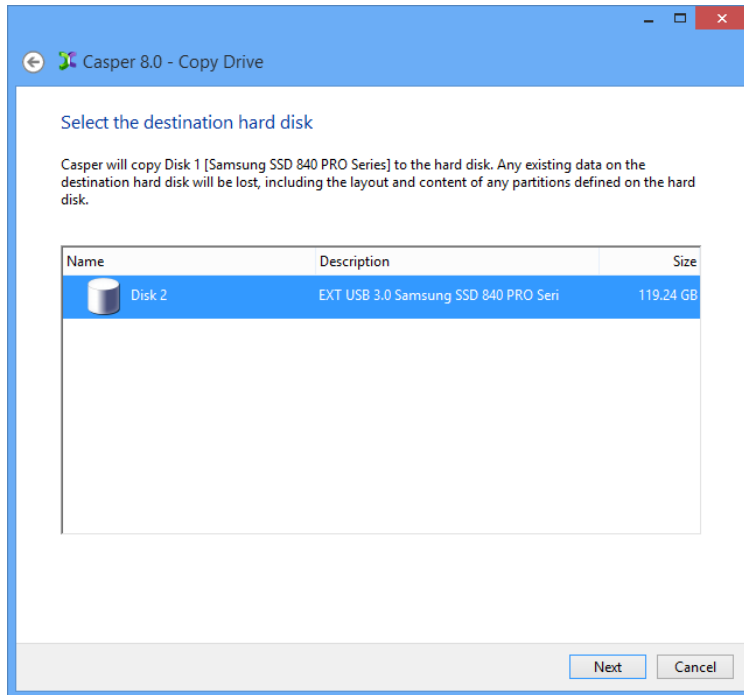 Casper 8.0 - Copy Drive
Select the destination hard disk
Casper will copy Disk 1 [Samsung SSD 840 PRO Series] to the hard disk. Any existing data on the
destination hard disk will be lost, including the layout and content of any partitions defined on the hard
disk.
Name Description Size
Disk 2 EXT USB 3.0 Samsung SSD 840 PRO Seri 119.24 GB
Next Cancel